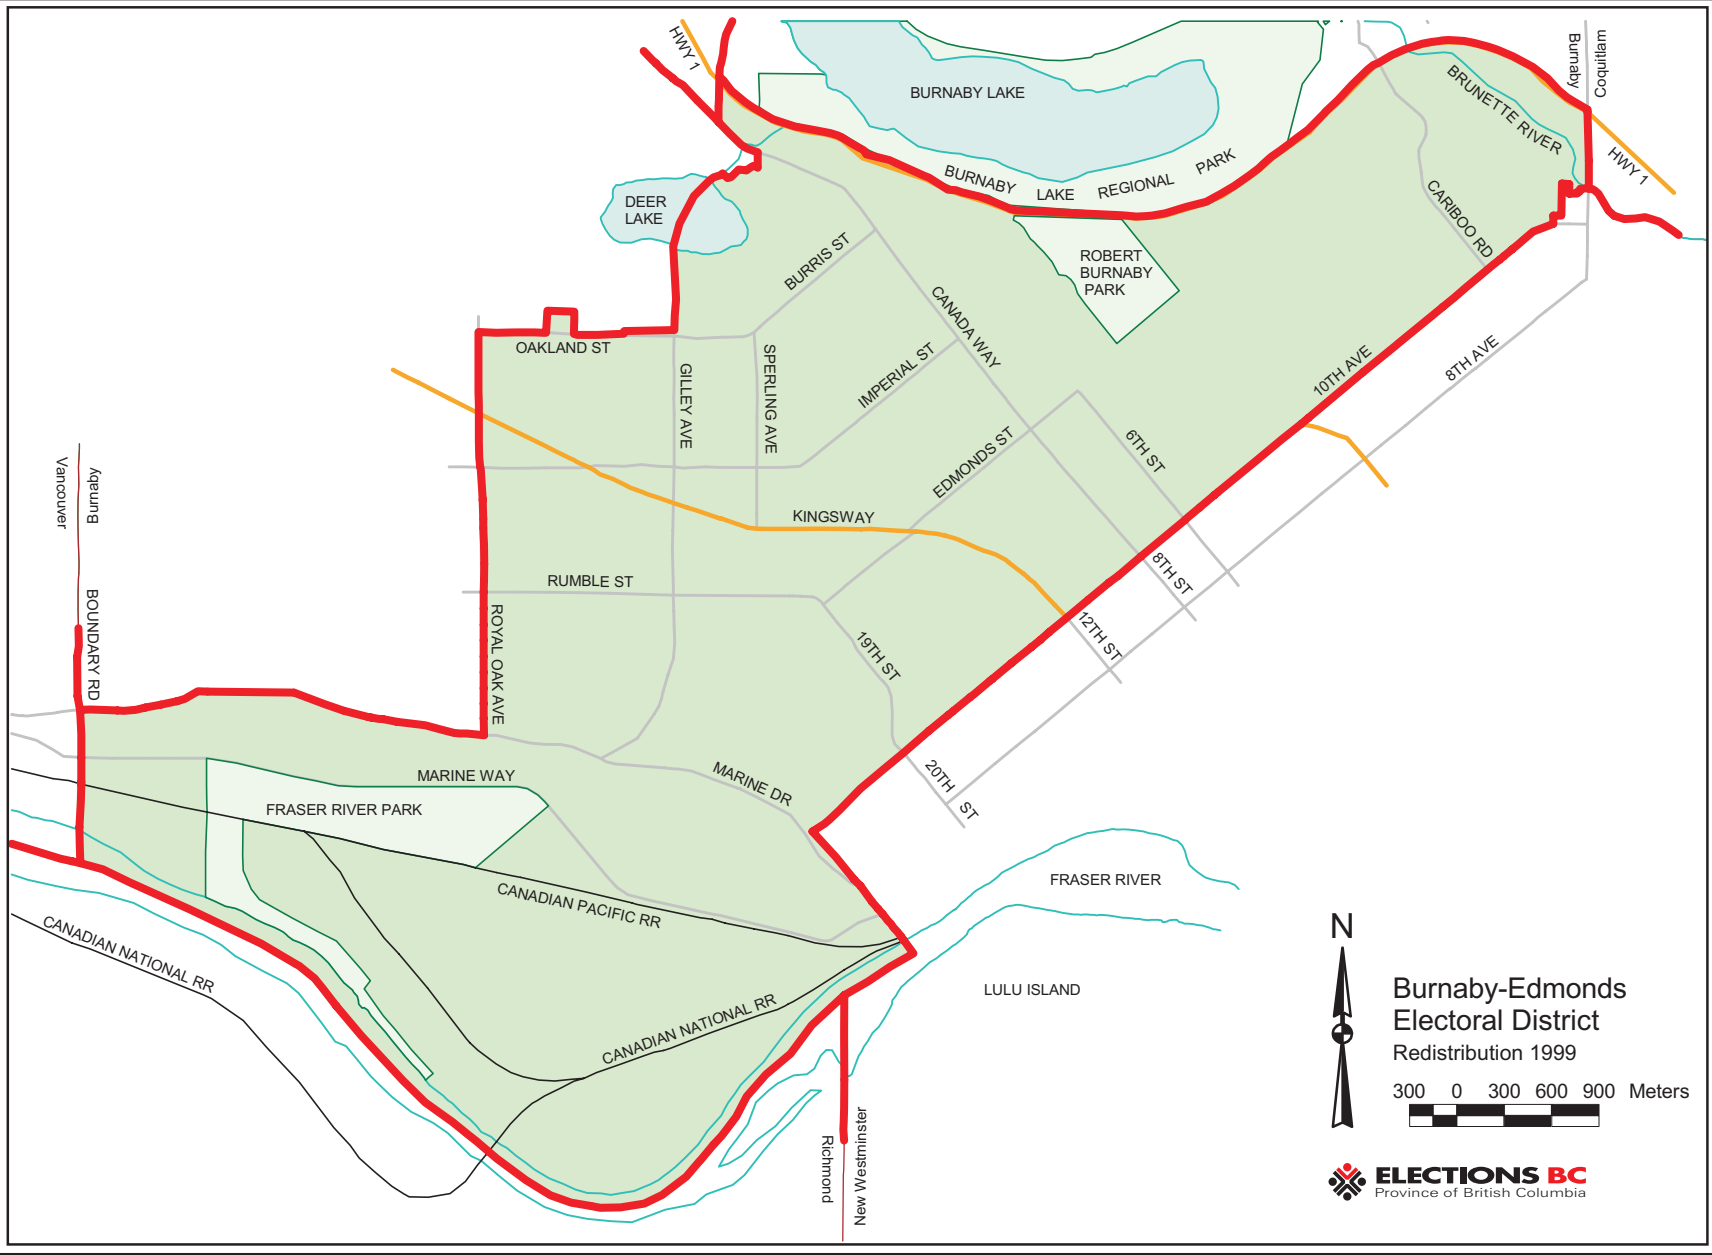 HWY 1
BURNABY LAKE
Burnaby
Coquitlam
BRUNETTE RIVER
HWY 1
BURNABY LAKE REGIONAL PARK
DEER
LAKE
CARIBOO RD
BURRIS ST
ROBERT
BURNABY
PARK
CANADA WAY
OAKLAND ST
GILLEY AVE
SPERLING AVE
IMPERIAL ST
10TH AVE
8TH AVE
EDMONDS ST
6TH ST
Vancouver
Burnaby
KINGSWAY
RUMBLE ST
8TH ST
BOUNDARY RD
ROYAL OAK AVE
19TH ST
12TH ST
MARINE WAY
MARINE DR
20TH ST
FRASER RIVER PARK
CANADIAN PACIFIC RR
FRASER RIVER
CANADIAN NATIONAL RR
CANADIAN NATIONAL RR
LULU ISLAND
Richmond
New Westminster
N
Burnaby-Edmonds
Electoral District
Redistribution 1999
300 0 300 600 900 Meters
ELECTIONS BC
Province of British Columbia